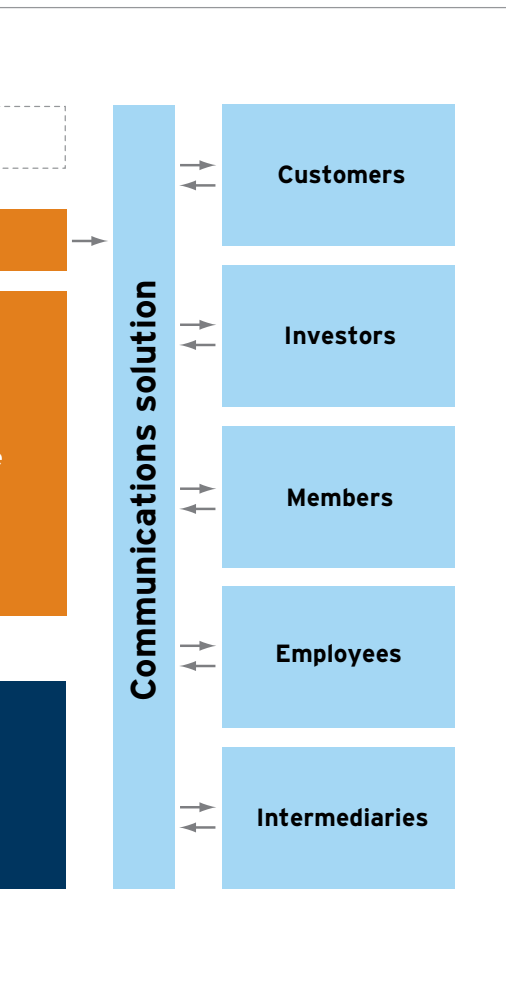 Communications solution
Customers
Investors
Members
Employees
Intermediaries